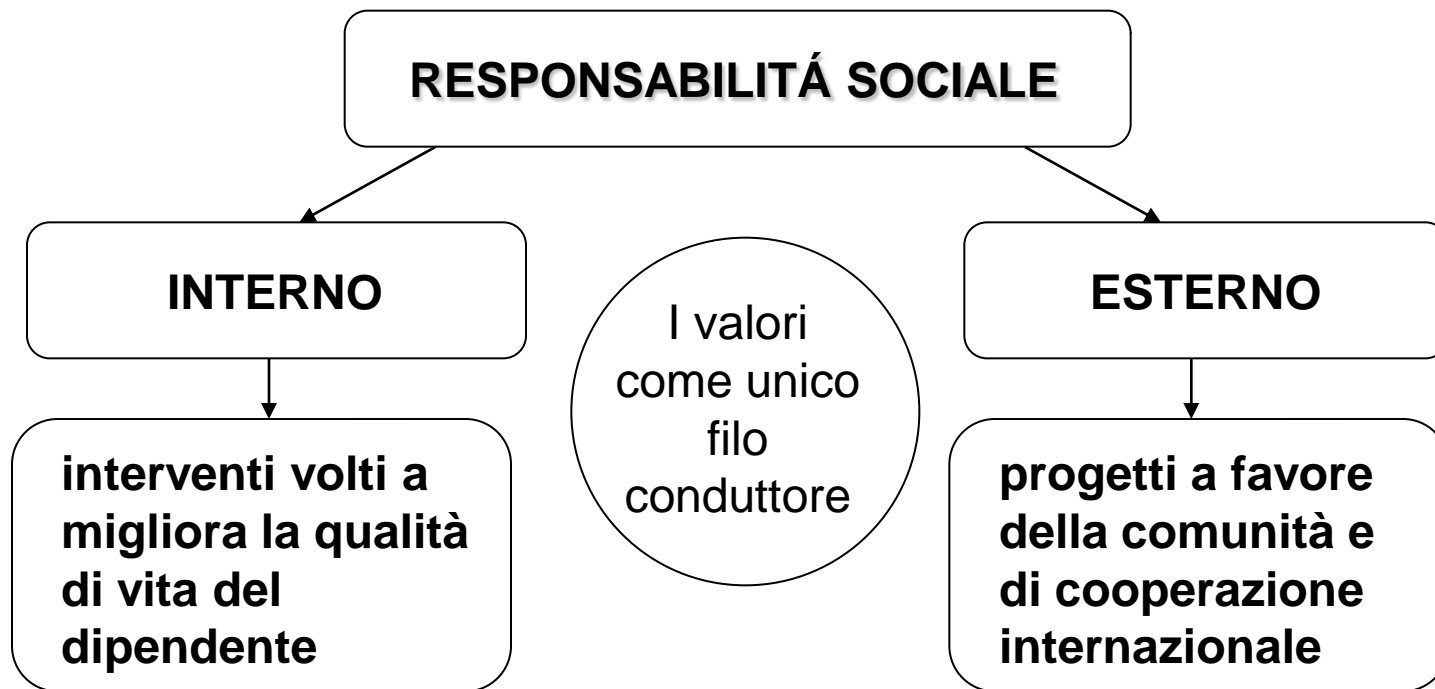 RESPONSABILITÁ SOCIALE
INTERNO
interventi volti a
migliora la qualità
di vita del
dipendente
I valori
come unico
filo
conduttore
ESTERNO
progetti a favore
della comunità e
di cooperazione
internazionale